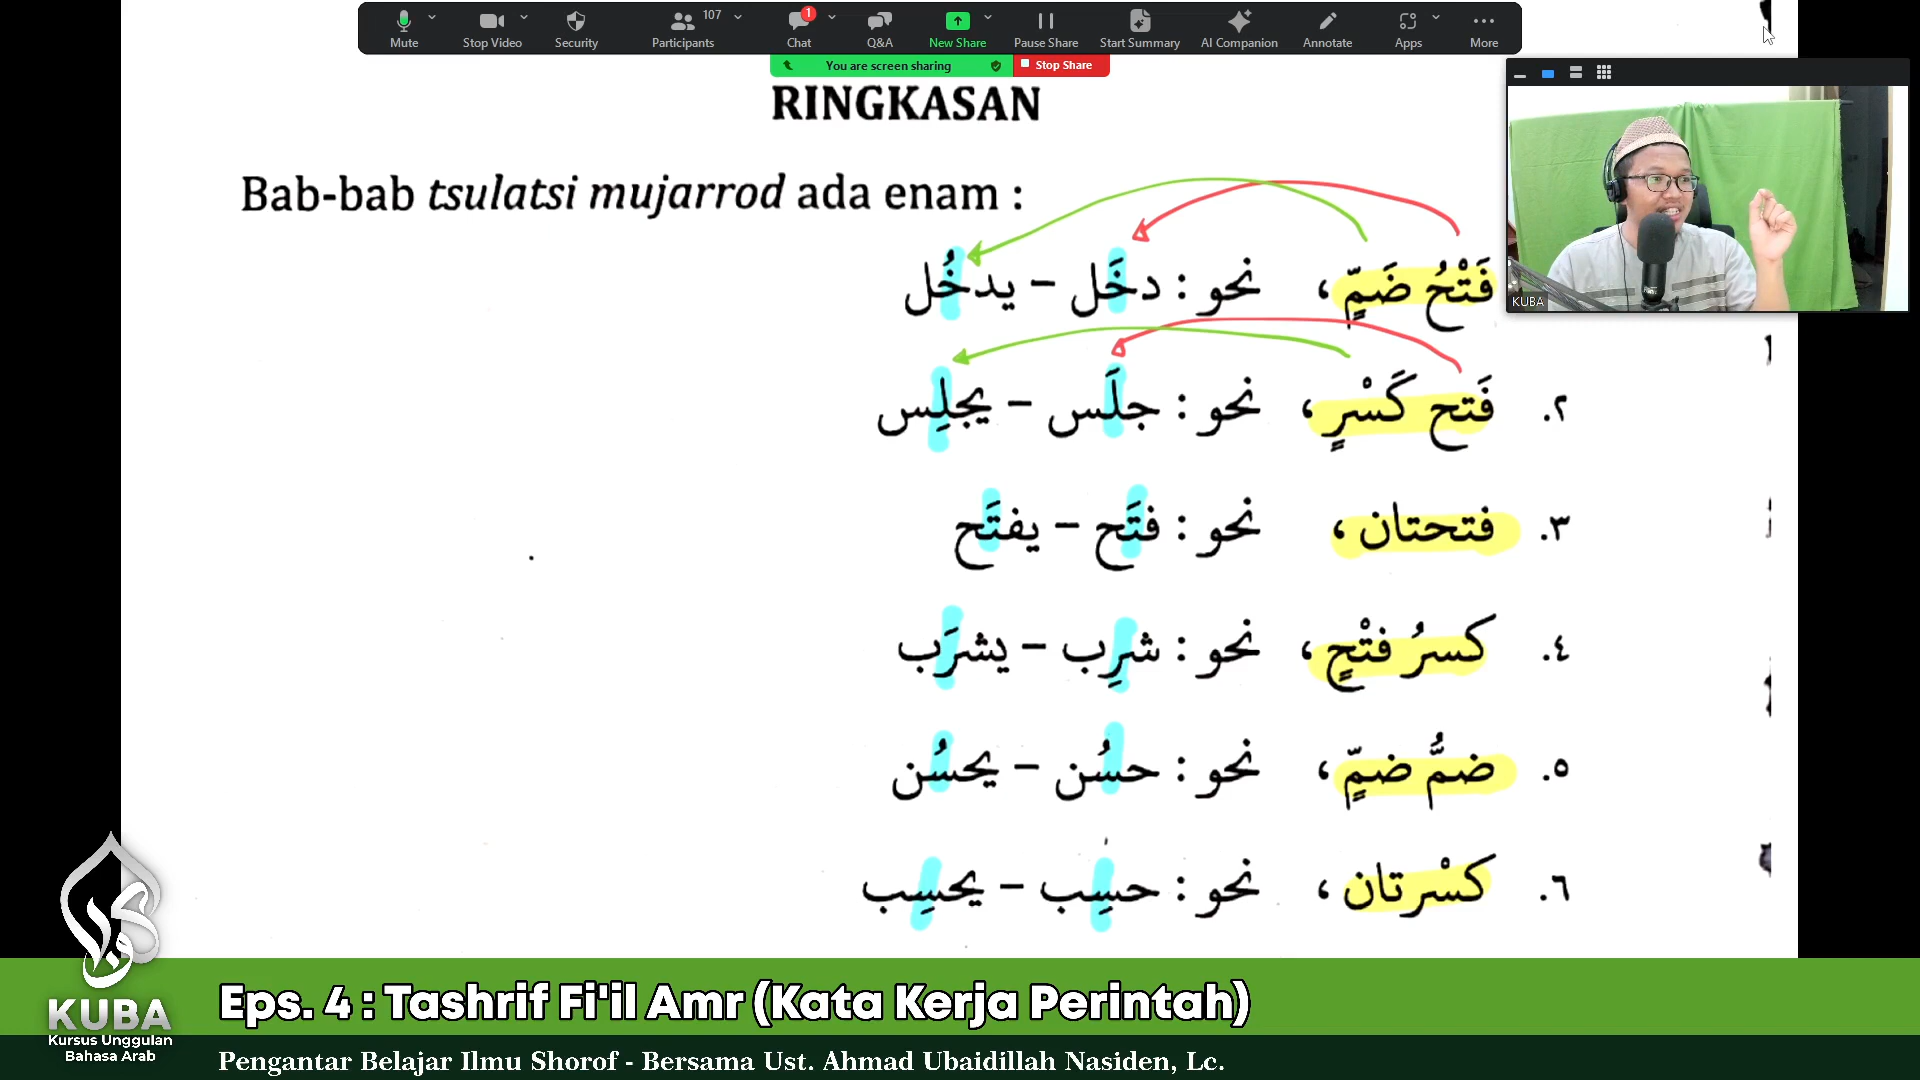 Mute
Stop Video
Security
Participants
107
Chat
1
Q&A
New Share
Pause Share
Start Summary
AI Companion
Annotate
Apps
More
You are screen sharing
Stop Share
RINGKASAN
Bab-bab tsulatsi mujarrod ada enam :
فَتْحُ ضَمٍّ ، نحو : دخَل – يدخُل
٢. فَتح كَسْرٍ ، نحو : جلَس – يجلِس
٣. فتحتان ، نحو : فتَح – يفتَح
٤. كسرُ فتْحٍ ، نحو : شرِب – يشرَب
٥. ضمُّ ضمٍّ ، نحو : حسُن – يحسُن
٦. كسْرتان ، نحو : حسِب – يحسِب
KUBA
KUBA
Kursus Unggulan
Bahasa Arab
Eps. 4 : Tashrif Fi'il Amr (Kata Kerja Perintah)
Pengantar Belajar Ilmu Shorof - Bersama Ust. Ahmad Ubaidillah Nasiden, Lc.